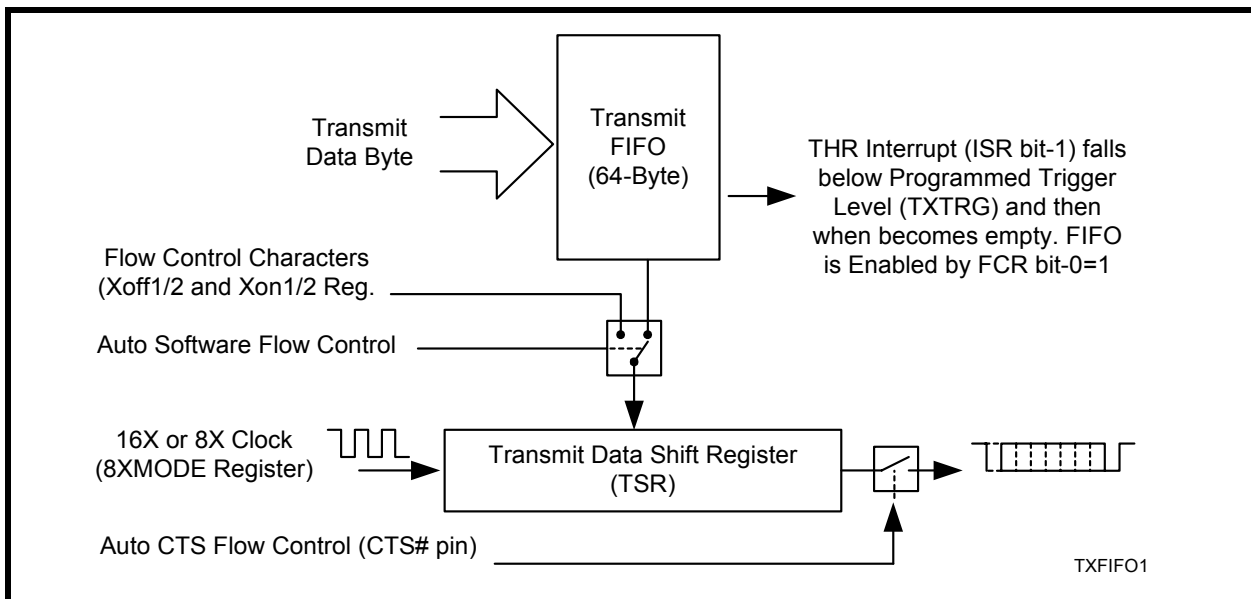 Transmit
Data Byte
Transmit
FIFO
(64-Byte)
THR Interrupt (ISR bit-1) falls
below Programmed Trigger
Level (TXTRG) and then
when becomes empty. FIFO
is Enabled by FCR bit-0=1
Flow Control Characters
(Xoff1/2 and Xon1/2 Reg.
Auto Software Flow Control
16X or 8X Clock
(8XMODE Register)
Transmit Data Shift Register
(TSR)
Auto CTS Flow Control (CTS# pin)
TXFIFO1